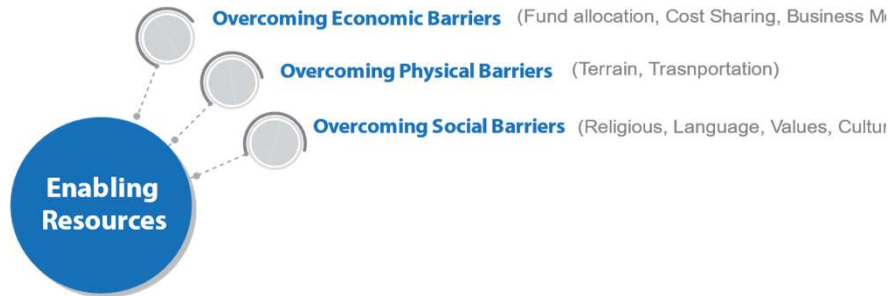 Overcoming Economic Barriers (Fund allocation, Cost Sharing, Business
Overcoming Physical Barriers (Terrain, Trasnportation)
Overcoming Social Barriers (Religious, Language, Values,
Enabling
Resources